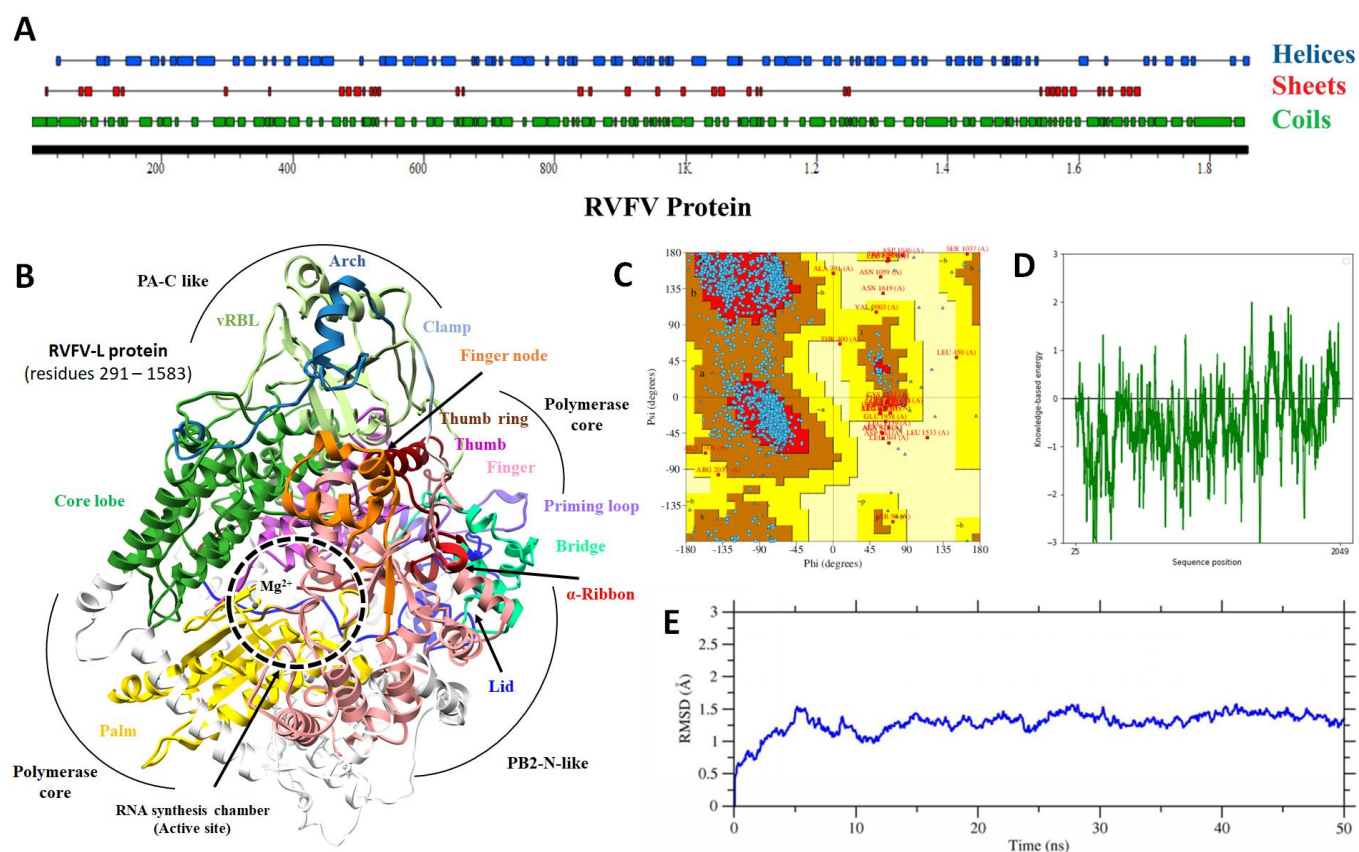 A
Helices
Sheets
Coils
200
400
600
800
1K
1.2
1.4
1.6
1.8
RVFV Protein
B
PA-C like
Arch
vRBL
RVFV-L protein
(residues 291 – 1583)
Clamp
Finger node
Thumb ring
Polymerase
core
Thumb
Finger
Core lobe
Priming loop
Bridge
Mg²⁺
α-Ribbon
Lid
Palm
Polymerase
core
PB2-N-like
RNA synthesis chamber
(Active site)
C
180
135
90
45
0
-45
-90
-135
-180
-135
-90
-45
0
45
90
135
180
Psi (degrees)
Phi (degrees)
SER 1037 (A)
ASN 1059 (A)
ASN 1619 (A)
LEU 450 (A)
LEU 1533 (A)
b
a
~b
~a
~p
~b
D
3
2
1
0
−1
−2
−3
25
2049
Knowledge-based energy
Sequence position
E
3
2.5
2
1.5
1
0.5
0
0
10
20
30
40
50
RMSD (Å)
Time (ns)